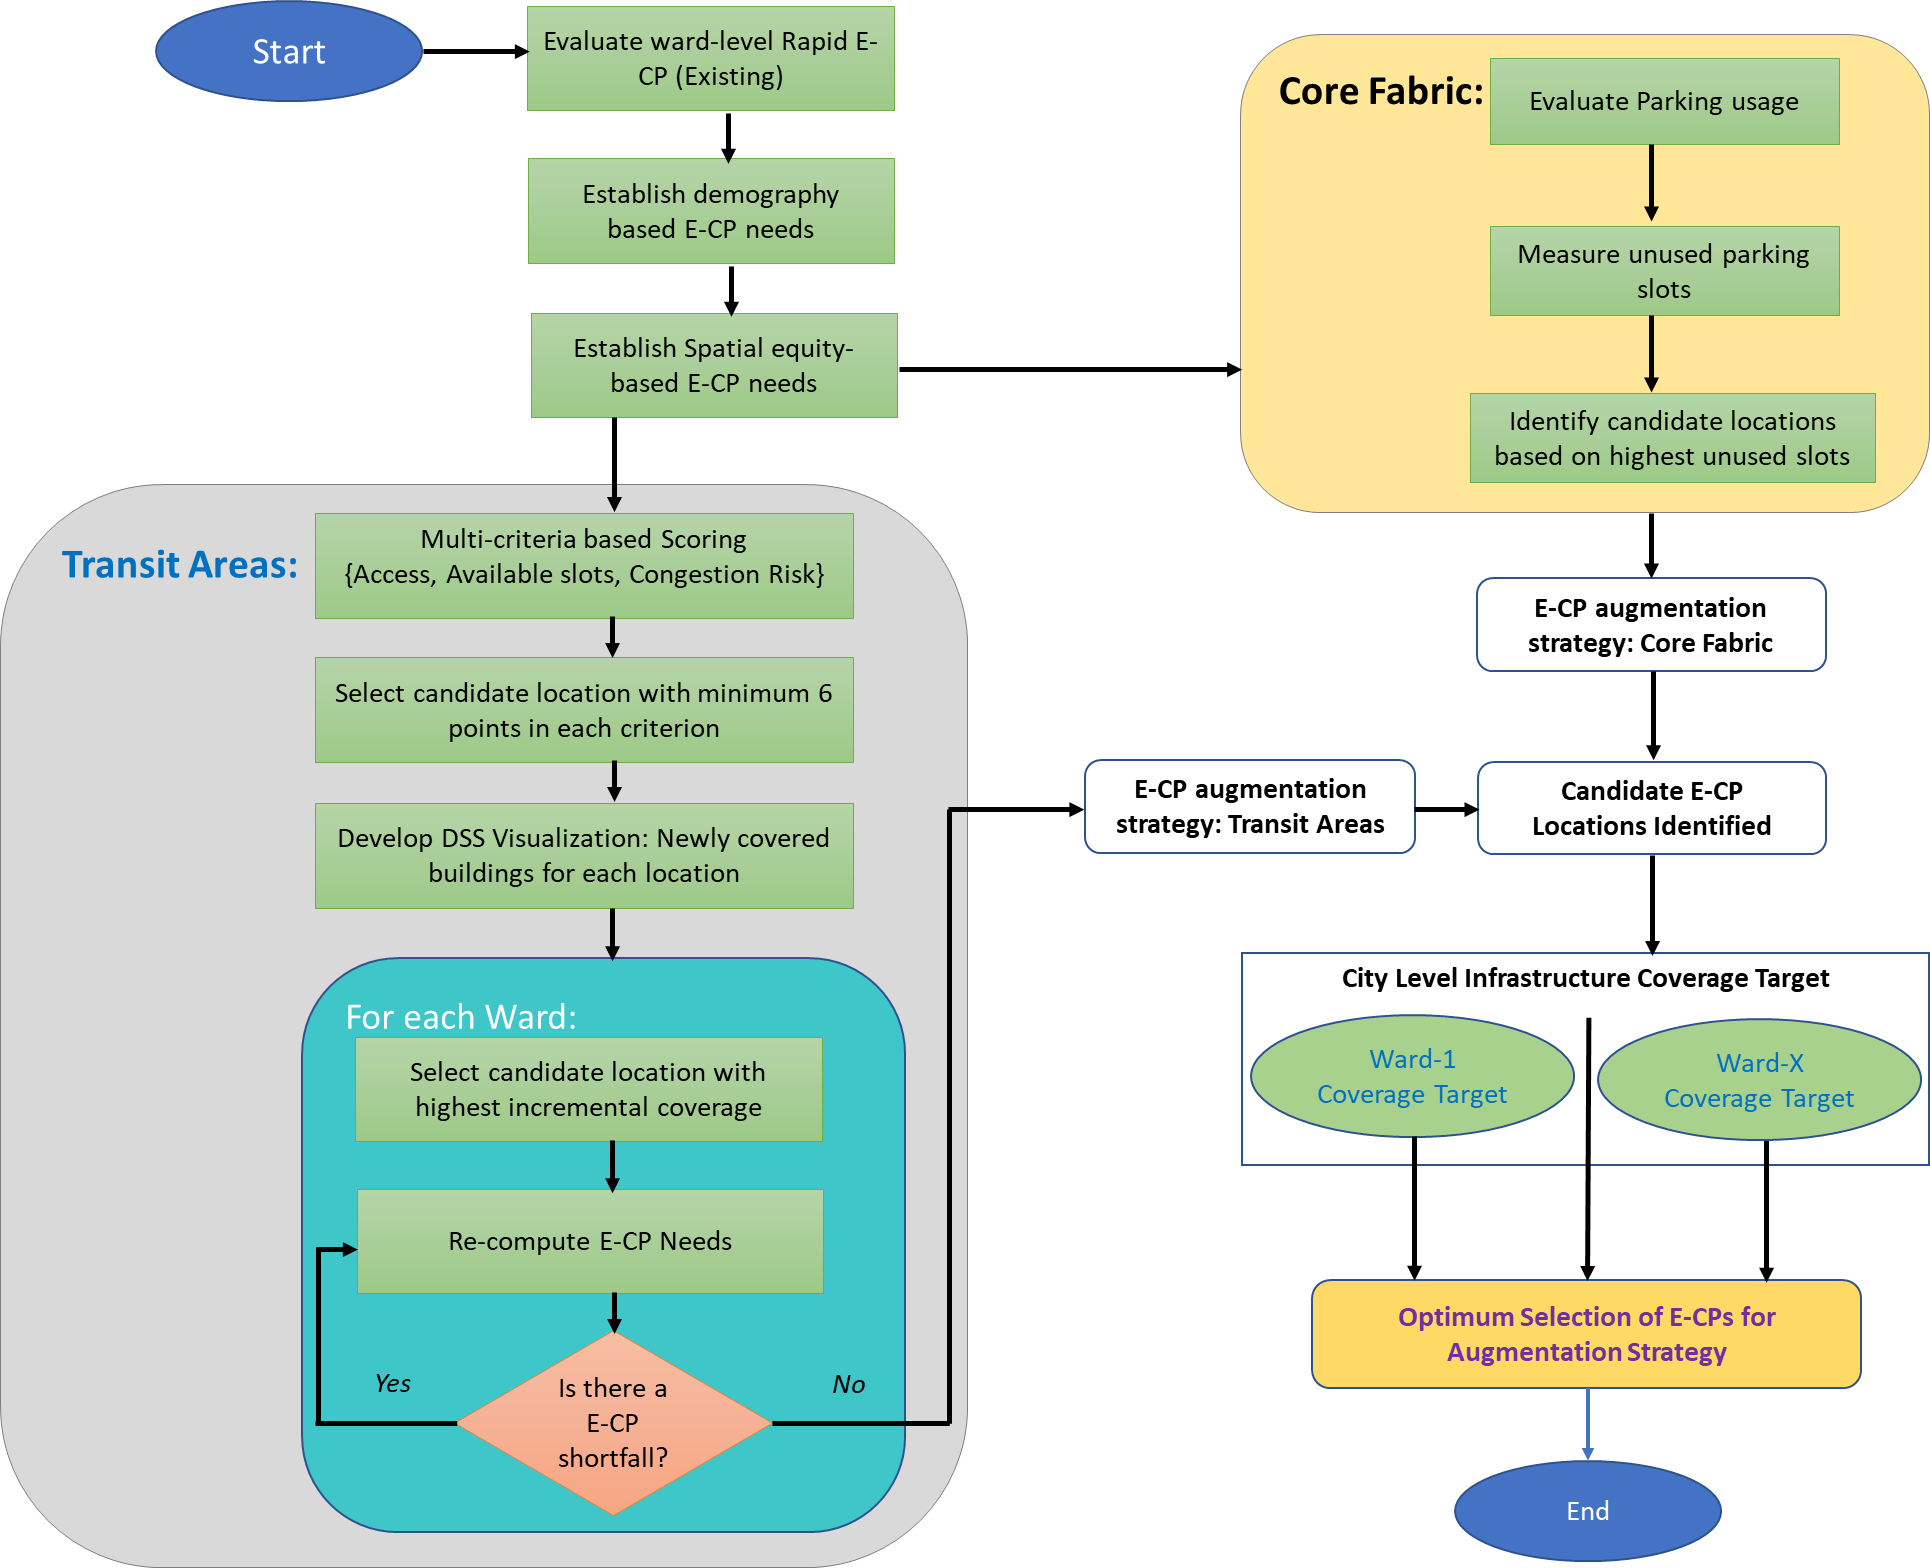 Start
Evaluate ward-level Rapid E-
CP (Existing)
Establish demography
based E-CP needs
Establish Spatial equity-
based E-CP needs
Core Fabric:
Evaluate Parking usage
Measure unused parking
slots
Identify candidate locations
based on highest unused slots
Transit Areas:
Multi-criteria based Scoring
{Access, Available slots, Congestion Risk}
Select candidate location with minimum 6
points in each criterion
Develop DSS Visualization: Newly covered
buildings for each location
For each Ward:
Select candidate location with
highest incremental coverage
Re-compute E-CP Needs
Is there a
E-CP
shortfall?
Yes
No
E-CP augmentation
strategy: Transit Areas
E-CP augmentation
strategy: Core Fabric
Candidate E-CP
Locations Identified
City Level Infrastructure Coverage Target
Ward-1
Coverage Target
Ward-X
Coverage Target
Optimum Selection of E-CPs for
Augmentation Strategy
End